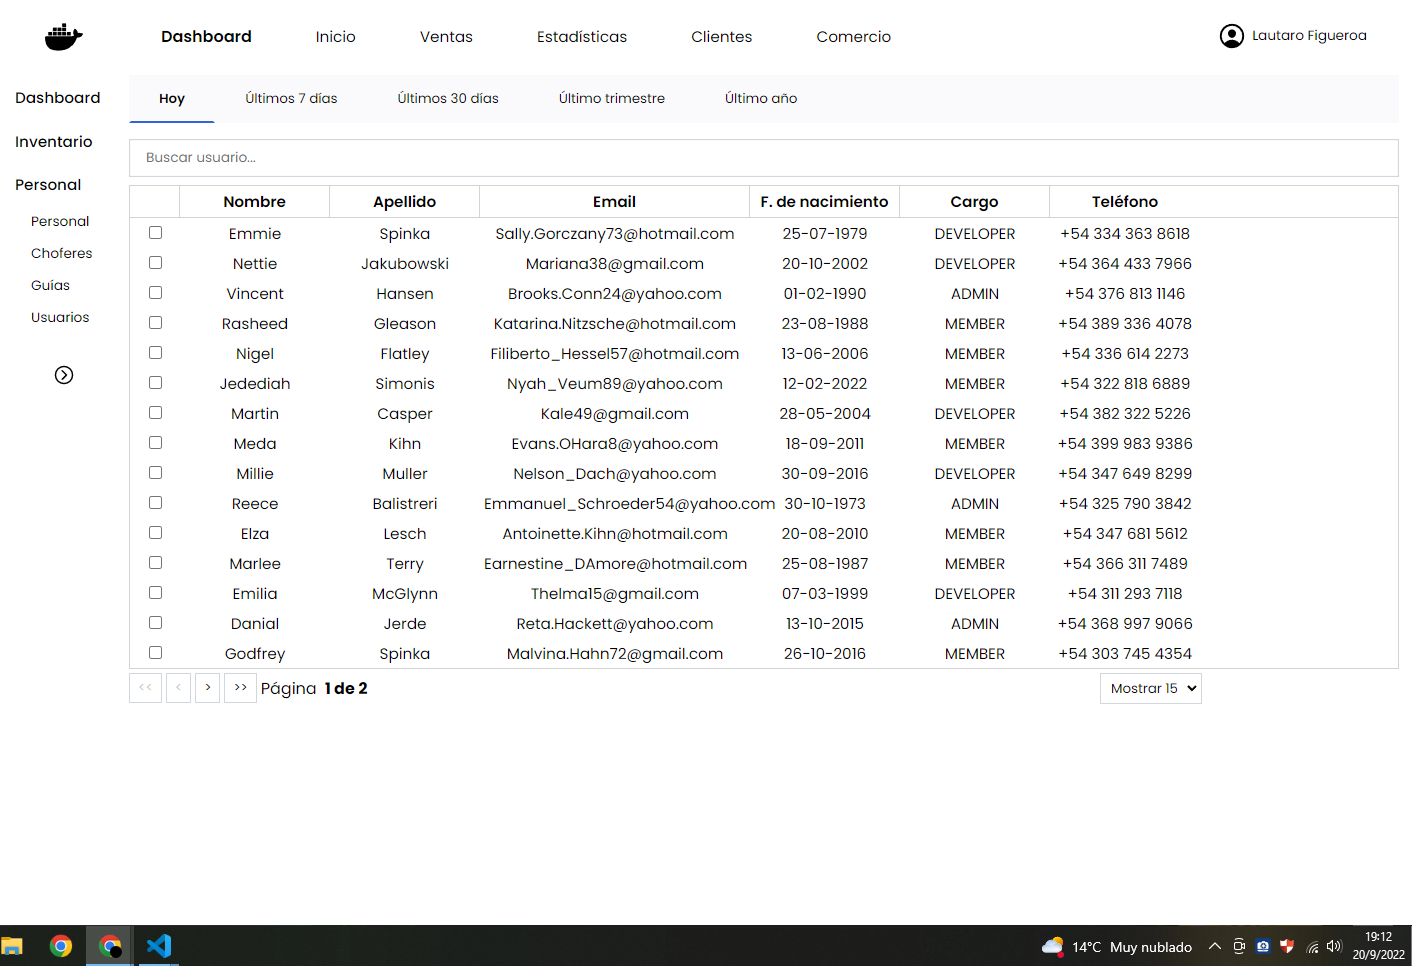 Dashboard Inicio Ventas Estadísticas Clientes Comercio Lautaro Figueroa
Dashboard
Inventario
Personal
Personal
Choferes
Guías
Usuarios
Hoy Últimos 7 días Últimos 30 días Último trimestre Último año
Buscar usuario...
Nombre Apellido Email F. de nacimiento Cargo Teléfono
Emmie Spinka Sally.Gorczany73@hotmail.com 25-07-1979 DEVELOPER +54 334 363 8618
Nettie Jakubowski Mariana38@gmail.com 20-10-2002 DEVELOPER +54 364 433 7966
Vincent Hansen Brooks.Conn24@yahoo.com 01-02-1990 ADMIN +54 376 813 1146
Rasheed Gleason Katarina.Nitzsche@hotmail.com 23-08-1988 MEMBER +54 389 336 4078
Nigel Flatley Filiberto_Hessel57@hotmail.com 13-06-2006 MEMBER +54 336 614 2273
Jedediah Simonis Nyah_Veum89@yahoo.com 12-02-2022 MEMBER +54 322 818 6889
Martin Casper Kale49@gmail.com 28-05-2004 DEVELOPER +54 382 322 5226
Meda Kihn Evans.OHara8@yahoo.com 18-09-2011 MEMBER +54 399 983 9386
Millie Muller Nelson_Dach@yahoo.com 30-09-2016 DEVELOPER +54 347 649 8299
Reece Balistreri Emmanuel_Schroeder54@yahoo.com 30-10-1973 ADMIN +54 325 790 3842
Elza Lesch Antoinette.Kihn@hotmail.com 20-08-2010 MEMBER +54 347 681 5612
Marlee Terry Earnestine_DAmore@hotmail.com 25-08-1987 MEMBER +54 366 311 7489
Emilia McGlynn Thelma15@gmail.com 07-03-1999 DEVELOPER +54 311 293 7118
Danial Jerde Reta.Hackett@yahoo.com 13-10-2015 ADMIN +54 368 997 9066
Godfrey Spinka Malvina.Hahn72@gmail.com 26-10-2016 MEMBER +54 303 745 4354
<< < > >> Página 1 de 2 Mostrar 15
14°C Muy nublado 19:12
20/9/2022